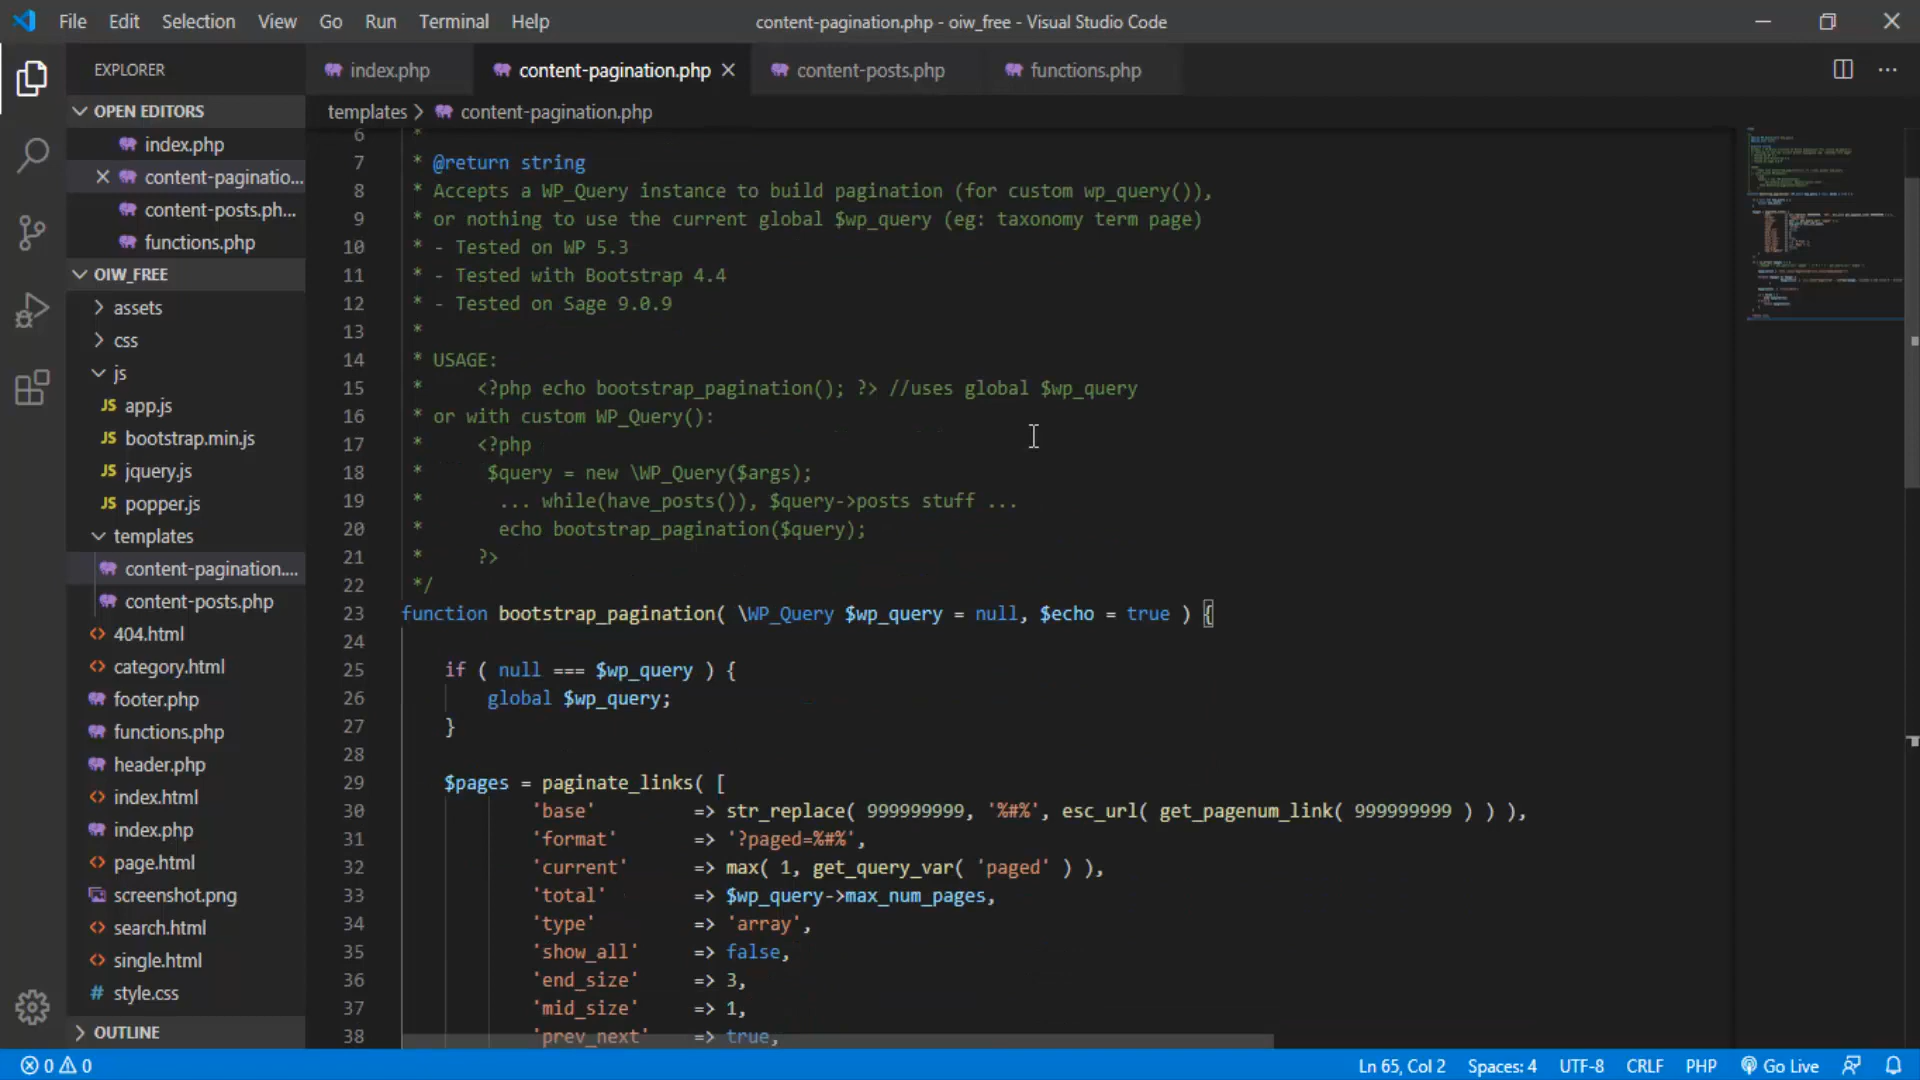 File Edit Selection View Go Run Terminal Help
content-pagination.php - oiw_free - Visual Studio Code
EXPLORER
OPEN EDITORS
index.php
content-paginatio...
content-posts.ph...
functions.php
OIW_FREE
assets
css
js
JS app.js
JS bootstrap.min.js
JS jquery.js
JS popper.js
templates
content-pagination....
content-posts.php
404.html
category.html
footer.php
functions.php
header.php
index.html
index.php
page.html
screenshot.png
search.html
single.html
# style.css
OUTLINE
index.php content-pagination.php content-posts.php functions.php
templates > content-pagination.php
6 *
7 * @return string
8 * Accepts a WP_Query instance to build pagination (for custom wp_query()),
9 * or nothing to use the current global $wp_query (eg: taxonomy term page)
10 * - Tested on WP 5.3
11 * - Tested with Bootstrap 4.4
12 * - Tested on Sage 9.0.9
13 *
14 * USAGE:
15 * <?php echo bootstrap_pagination(); ?> //uses global $wp_query
16 * or with custom WP_Query():
17 * <?php
18 * $query = new \WP_Query($args);
19 * ... while(have_posts()), $query->posts stuff ...
20 * echo bootstrap_pagination($query);
21 * ?>
22 */
23 function bootstrap_pagination( \WP_Query $wp_query = null, $echo = true ) {
24
25 if ( null === $wp_query ) {
26 global $wp_query;
27 }
28
29 $pages = paginate_links( [
30 'base' => str_replace( 999999999, '%#%', esc_url( get_pagenum_link( 999999999 ) ) ),
31 'format' => '?paged=%#%',
32 'current' => max( 1, get_query_var( 'paged' ) ),
33 'total' => $wp_query->max_num_pages,
34 'type' => 'array',
35 'show_all' => false,
36 'end_size' => 3,
37 'mid_size' => 1,
38 'prev_next' => true,
0 0
Ln 65, Col 2 Spaces: 4 UTF-8 CRLF PHP Go Live